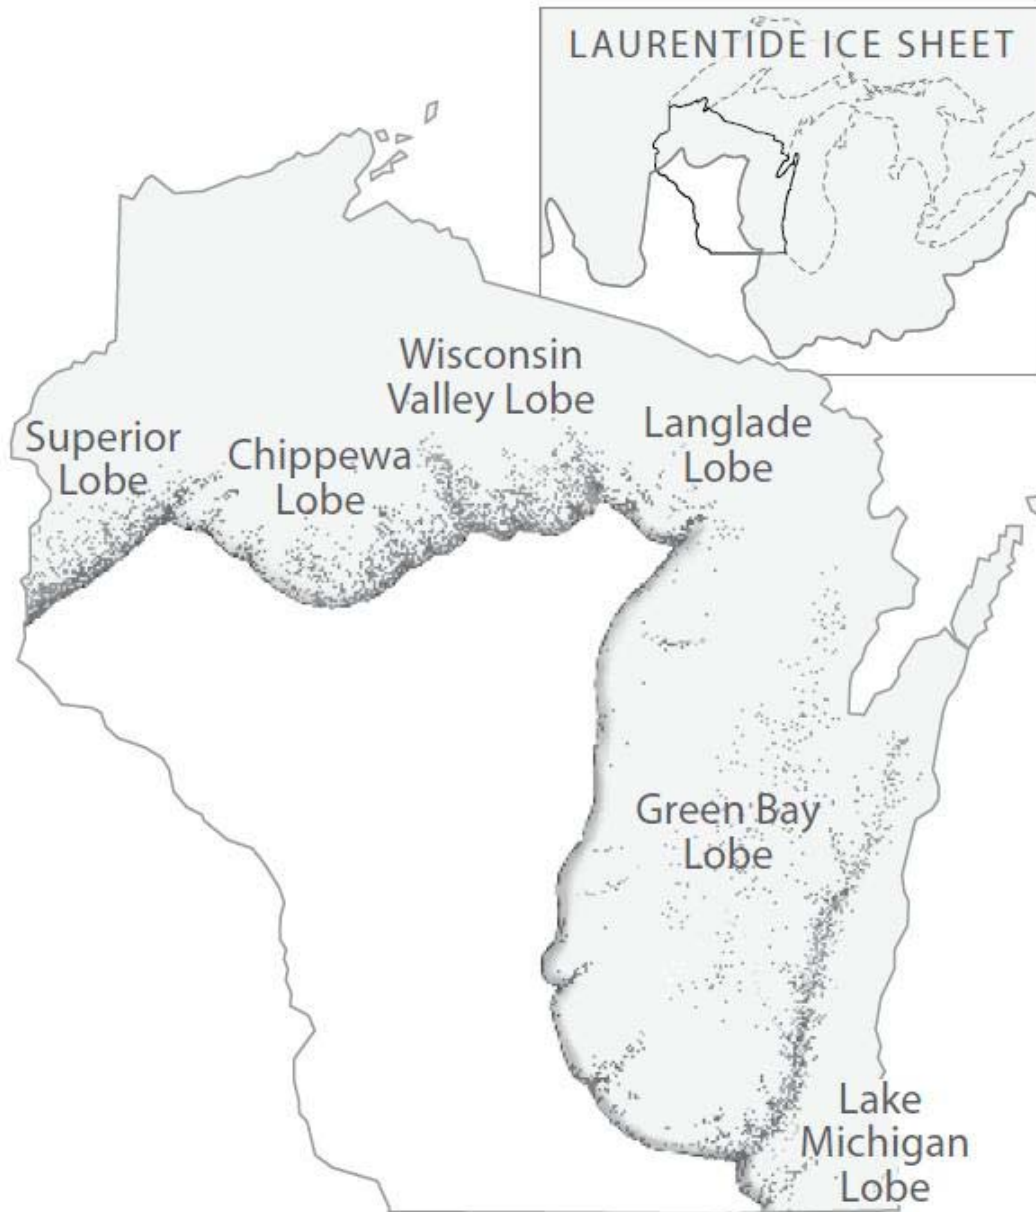 LAURENTIDE ICE SHEET
Wisconsin
Valley Lobe
Superior
Lobe
Chippewa
Lobe
Langlade
Lobe
Green Bay
Lobe
Lake
Michigan
Lobe